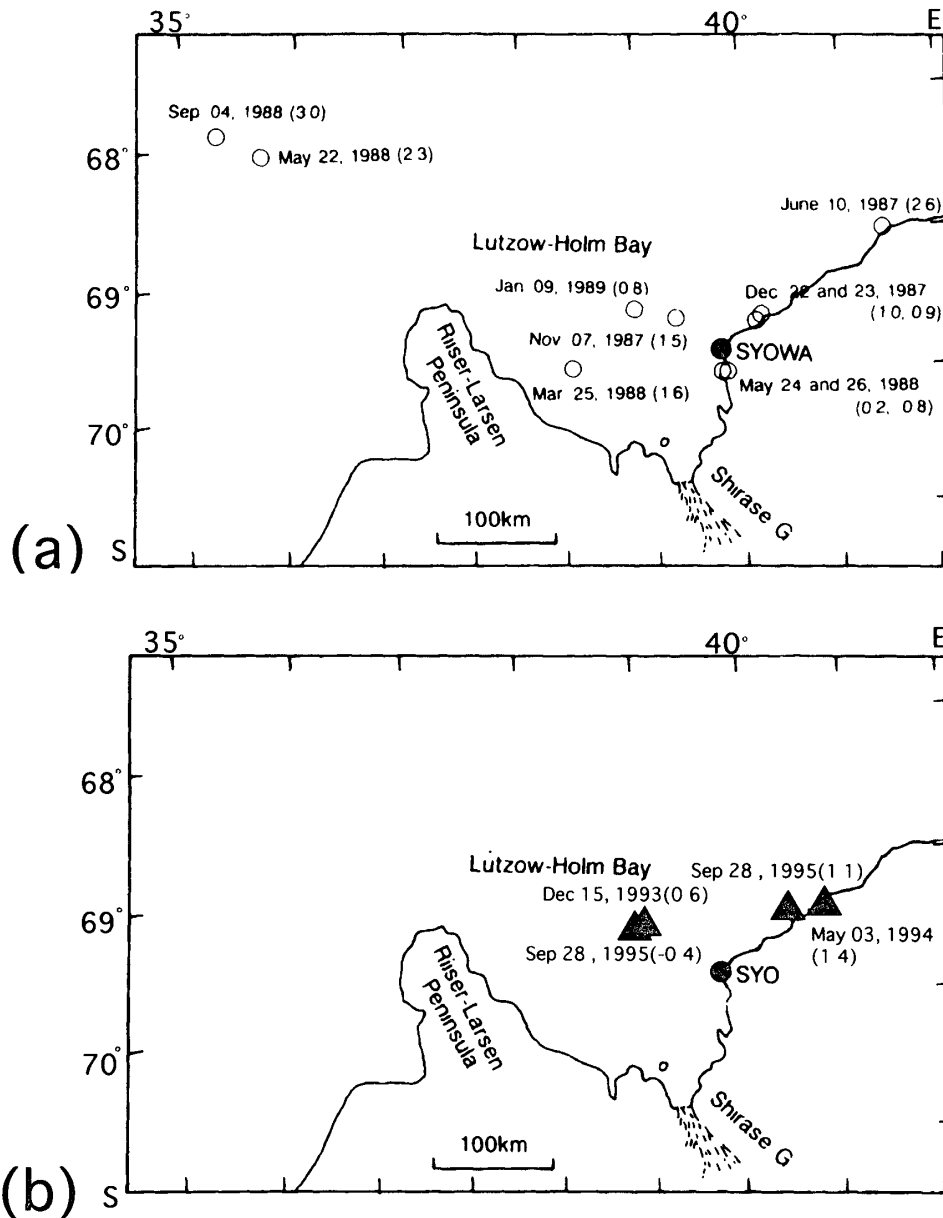 35° 40° E
Sep 04, 1988 (3 0)
May 22, 1988 (2 3)
68°
June 10, 1987 (2 6)
Lutzow-Holm Bay
Jan 09, 1989 (0 8)
69°
Dec 22 and 23, 1987
(1 0, 0 9)
Nov 07, 1987 (1 5)
SYOWA
Mar 25, 1988 (1 6)
May 24 and 26, 1988
(0 2, 0 8)
Riiser-Larsen
Peninsula
70°
Shirase G
100km
(a)
S
35° 40° E
68°
Lutzow-Holm Bay
Sep 28 , 1995(1 1)
Dec 15, 1993(0 6)
69°
May 03, 1994
(1 4)
Sep 28 , 1995(-0 4)
SYO
Riiser-Larsen
Peninsula
70°
Shirase G
100km
(b)
S